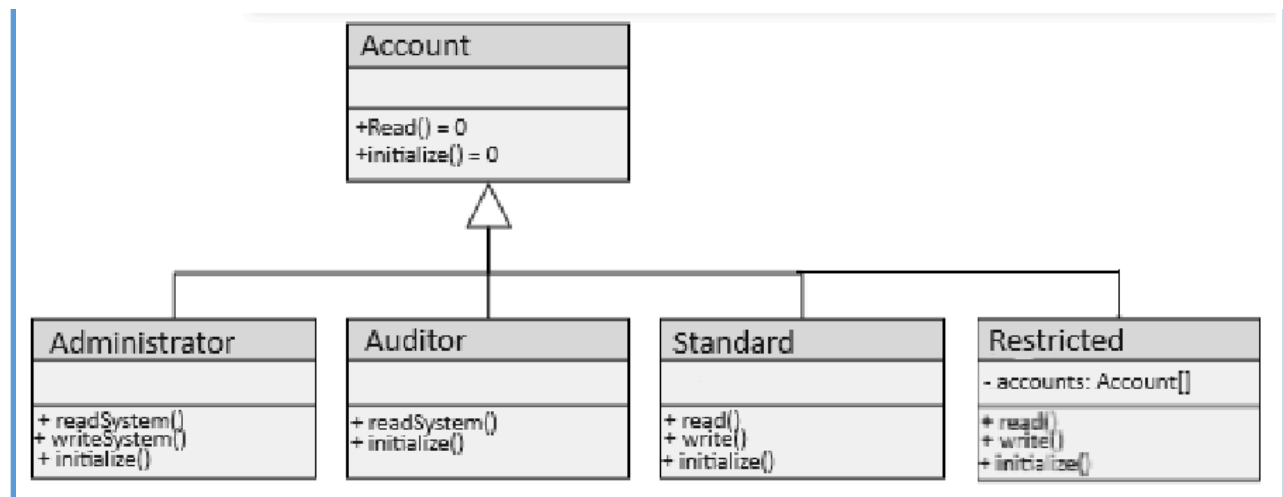 Account
+Read() = 0
+initialize() = 0
Administrator
+ readSystem()
+ writeSystem()
+ initialize()
Auditor
+ readSystem()
+ initialize()
Standard
+ read()
+ write()
+ initialize()
Restricted
- accounts: Account[]
+ read()
+ write()
+ initialize()